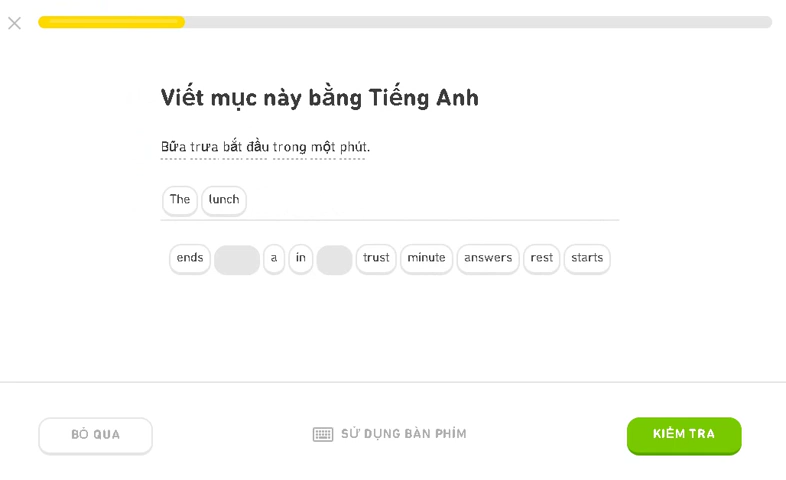 Viết mục này bằng Tiếng Anh
Bữa trưa bắt đầu trong một phút.
The lunch
ends a in trust minute answers rest starts
BỎ QUA SỬ DỤNG BÀN PHÍM KIỂM TRA